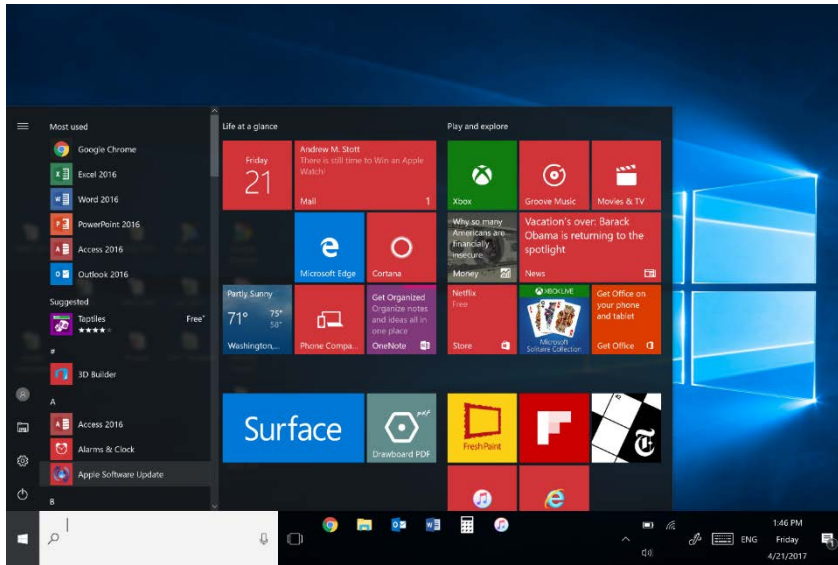 Most used
Google Chrome
Excel 2016
Word 2016
PowerPoint 2016
Access 2016
Outlook 2016
Suggested
Taptiles
Free*
#
3D Builder
A
Access 2016
Alarms & Clock
Apple Software Update
B
Life at a glance
Friday
21
Andrew M. Stott
There is still time
to Win an Apple
Watch!
Mail
1
Microsoft Edge
Cortana
Partly Sunny
71°
75°
58°
Washington,...
Phone Compa...
Get Organized
Organize notes
and ideas all in
one place
OneNote
Surface
Drawboard PDF
Play and explore
Xbox
Groove Music
Movies & TV
Why so many
Americans are
financially
insecure
Money
Vacation's over: Barack
Obama is returning to the
spotlight
News
Netflix
Free
Store
XBOX LIVE
Microsoft
Solitaire Collection
Get Office on
your phone
and tablet
Get Office
Fresh Paint
ENG
1:46 PM
Friday
4/21/2017
1